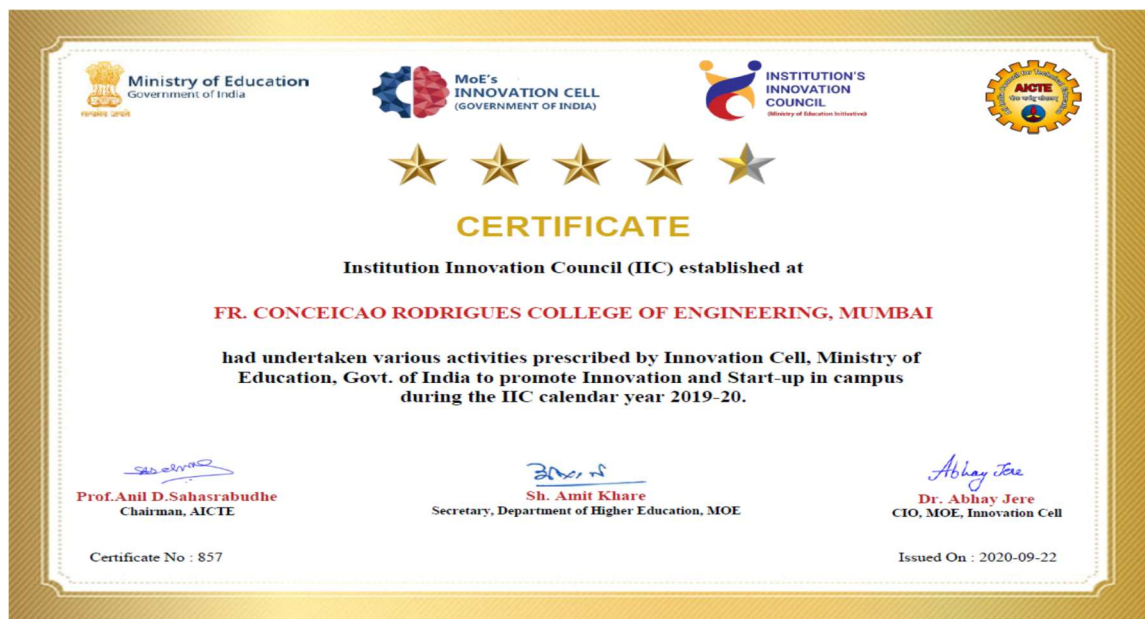 Ministry of Education
Government of India
सत्यमेव जयते
MoE's
INNOVATION CELL
(GOVERNMENT OF INDIA)
INSTITUTION'S
INNOVATION
COUNCIL
(Ministry of Education Initiative)
AICTE
CERTIFICATE
Institution Innovation Council (IIC) established at
FR. CONCEICAO RODRIGUES COLLEGE OF ENGINEERING, MUMBAI
had undertaken various activities prescribed by Innovation Cell, Ministry of
Education, Govt. of India to promote Innovation and Start-up in campus
during the IIC calendar year 2019-20.
Abhay Jere
Prof.Anil D.Sahasrabudhe
Chairman, AICTE
Sh. Amit Khare
Secretary, Department of Higher Education, MOE
Dr. Abhay Jere
CIO, MOE, Innovation Cell
Certificate No : 857
Issued On : 2020-09-22